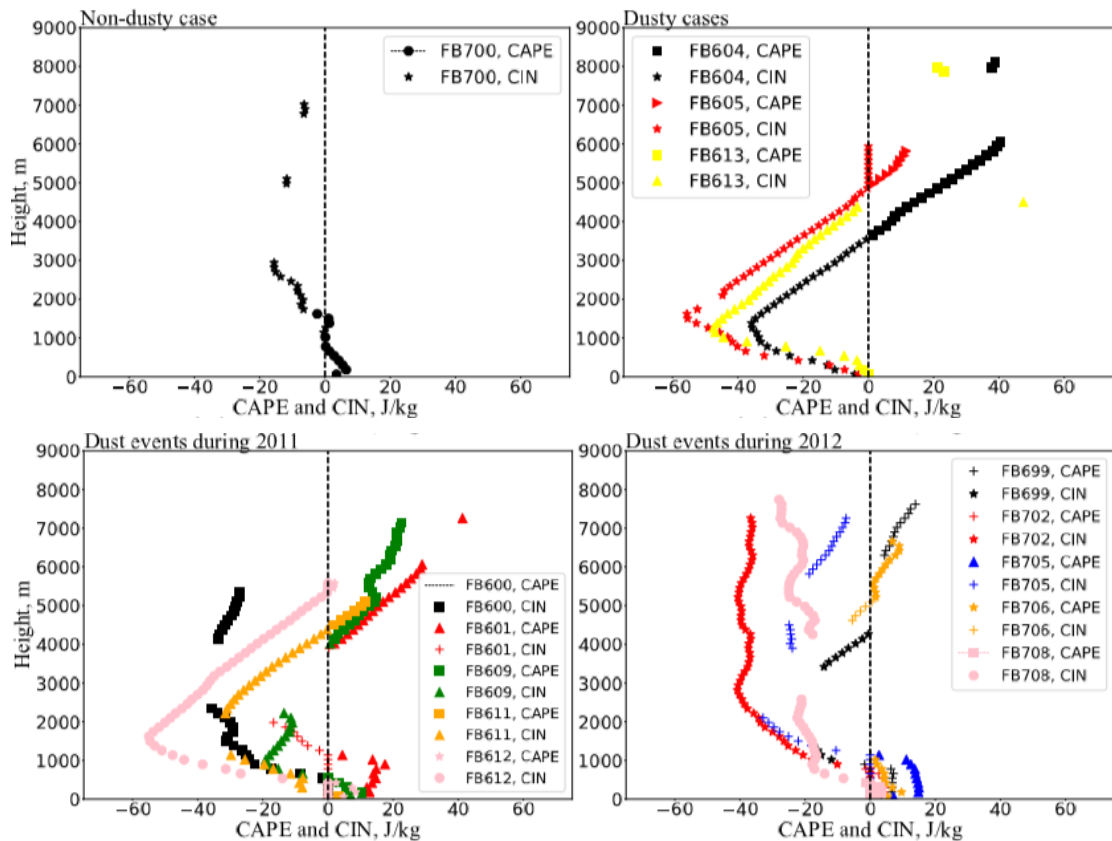 Non-dusty case
9000
8000
7000
6000
5000
4000
3000
2000
1000
0
Height, m
FB700, CAPE
FB700, CIN
−60 −40 −20 0 20 40 60
CAPE and CIN, J/kg
Dusty cases
9000
8000
7000
6000
5000
4000
3000
2000
1000
0
FB604, CAPE
FB604, CIN
FB605, CAPE
FB605, CIN
FB613, CAPE
FB613, CIN
−60 −40 −20 0 20 40 60
CAPE and CIN, J/kg
Dust events during 2011
9000
8000
7000
6000
5000
4000
3000
2000
1000
0
Height, m
FB600, CAPE
FB600, CIN
FB601, CAPE
FB601, CIN
FB609, CAPE
FB609, CIN
FB611, CAPE
FB611, CIN
FB612, CAPE
FB612, CIN
−60 −40 −20 0 20 40 60
CAPE and CIN, J/kg
Dust events during 2012
9000
8000
7000
6000
5000
4000
3000
2000
1000
0
FB699, CAPE
FB699, CIN
FB702, CAPE
FB702, CIN
FB705, CAPE
FB705, CIN
FB706, CAPE
FB706, CIN
FB708, CAPE
FB708, CIN
−60 −40 −20 0 20 40 60
CAPE and CIN, J/kg